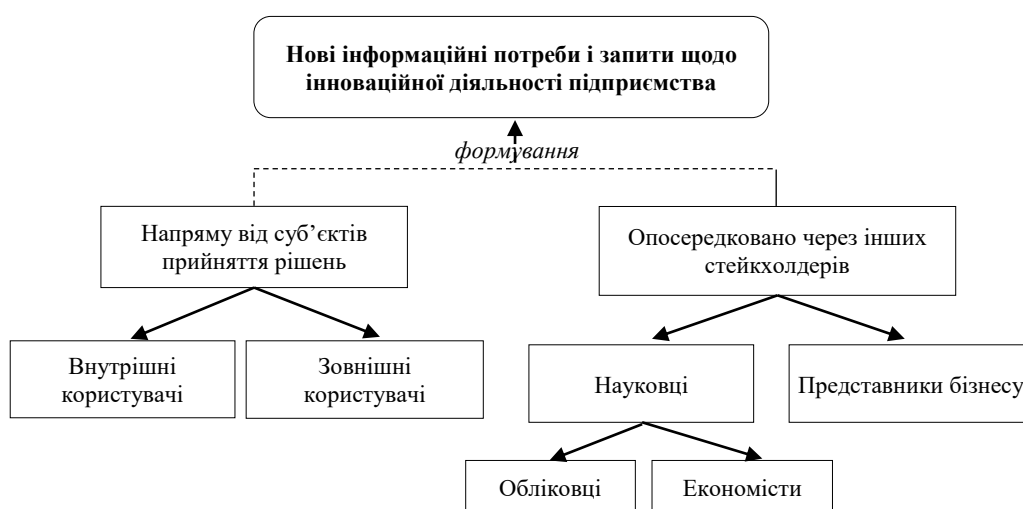 Нові інформаційні потреби і запити щодо
інноваційної діяльності підприємства
формування
Напряму від суб’єктів
прийняття рішень
Опосередковано через інших
стейкхолдерів
Внутрішні
користувачі
Зовнішні
користувачі
Науковці
Представники бізнесу
Обліковці
Економісти